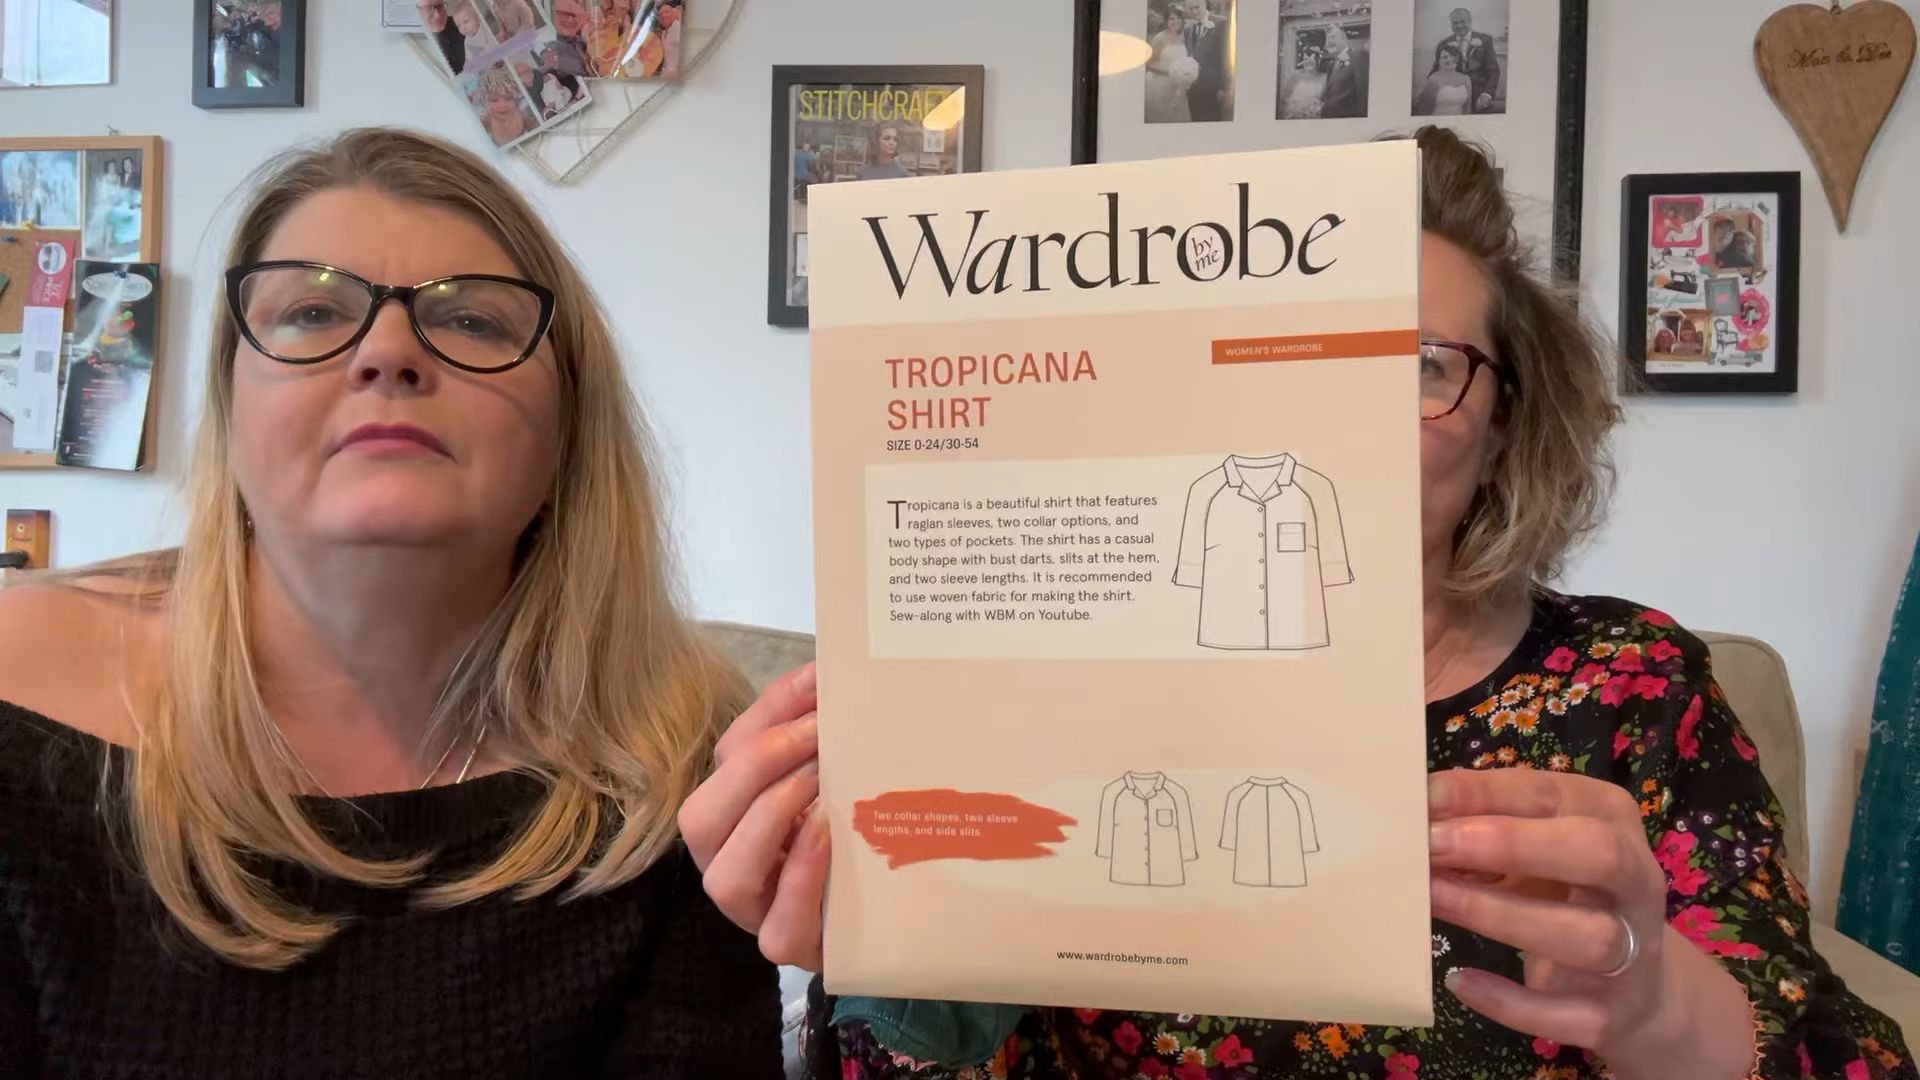 STITCHCRAFT
Mam & Dee
Wardrobe
by
me
WOMEN'S WARDROBE
TROPICANA
SHIRT
SIZE 0-24/30-54
Tropicana is a beautiful shirt that features
raglan sleeves, two collar options, and
two types of pockets. The shirt has a casual
body shape with bust darts, slits at the hem,
and two sleeve lengths. It is recommended
to use woven fabric for making the shirt.
Sew-along with WBM on Youtube.
Two collar shapes, two sleeve
lengths, and side slits.
www.wardrobebyme.com